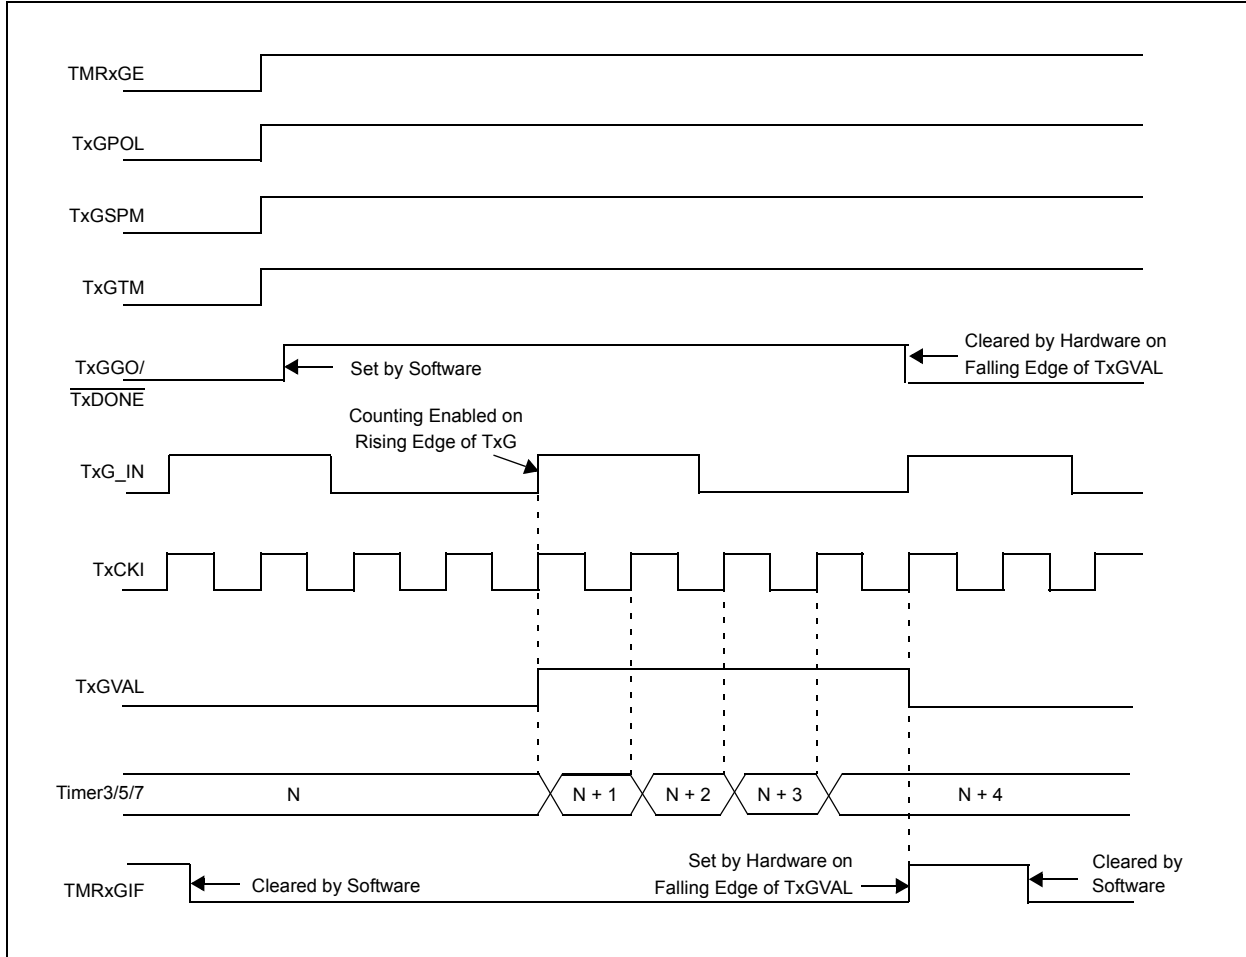 TMRxGE
TxGPOL
TxGSPM
TxGTM
TxGGO/
TxDONE
Set by Software
Cleared by Hardware on
Falling Edge of TxGVAL
Counting Enabled on
Rising Edge of TxG
TxG_IN
TxCKI
TxGVAL
Timer3/5/7
N
N + 1
N + 2
N + 3
N + 4
TMRxGIF
Cleared by Software
Set by Hardware on
Falling Edge of TxGVAL
Cleared by
Software